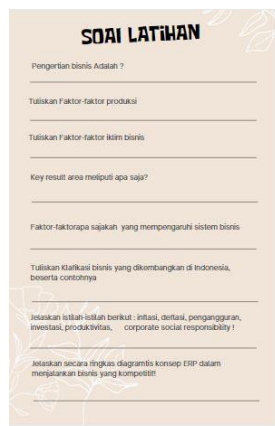 SOAI LATIHAN
Pengertian bisnis Adalah ?
Tuliskan Faktor-faktor produksi
Tuliskan Faktor-faktor iklim bisnis
Key result area meliputi apa saja?
Faktor-faktorapa sajakah yang mempengaruhi sistem bisnis
Tuliskan Klafikasi bisnis yang dikembangkan di Indonesia,
beserta contohnya
Jelaskan istilah-istilah berikut : inflasi, deflasi, pengangguran,
investasi, produktivitas, corporate social responsibility !
Jelaskan secara ringkas diagramtis konsep ERP dalam
menjalankan bisnis yang kompetitif!